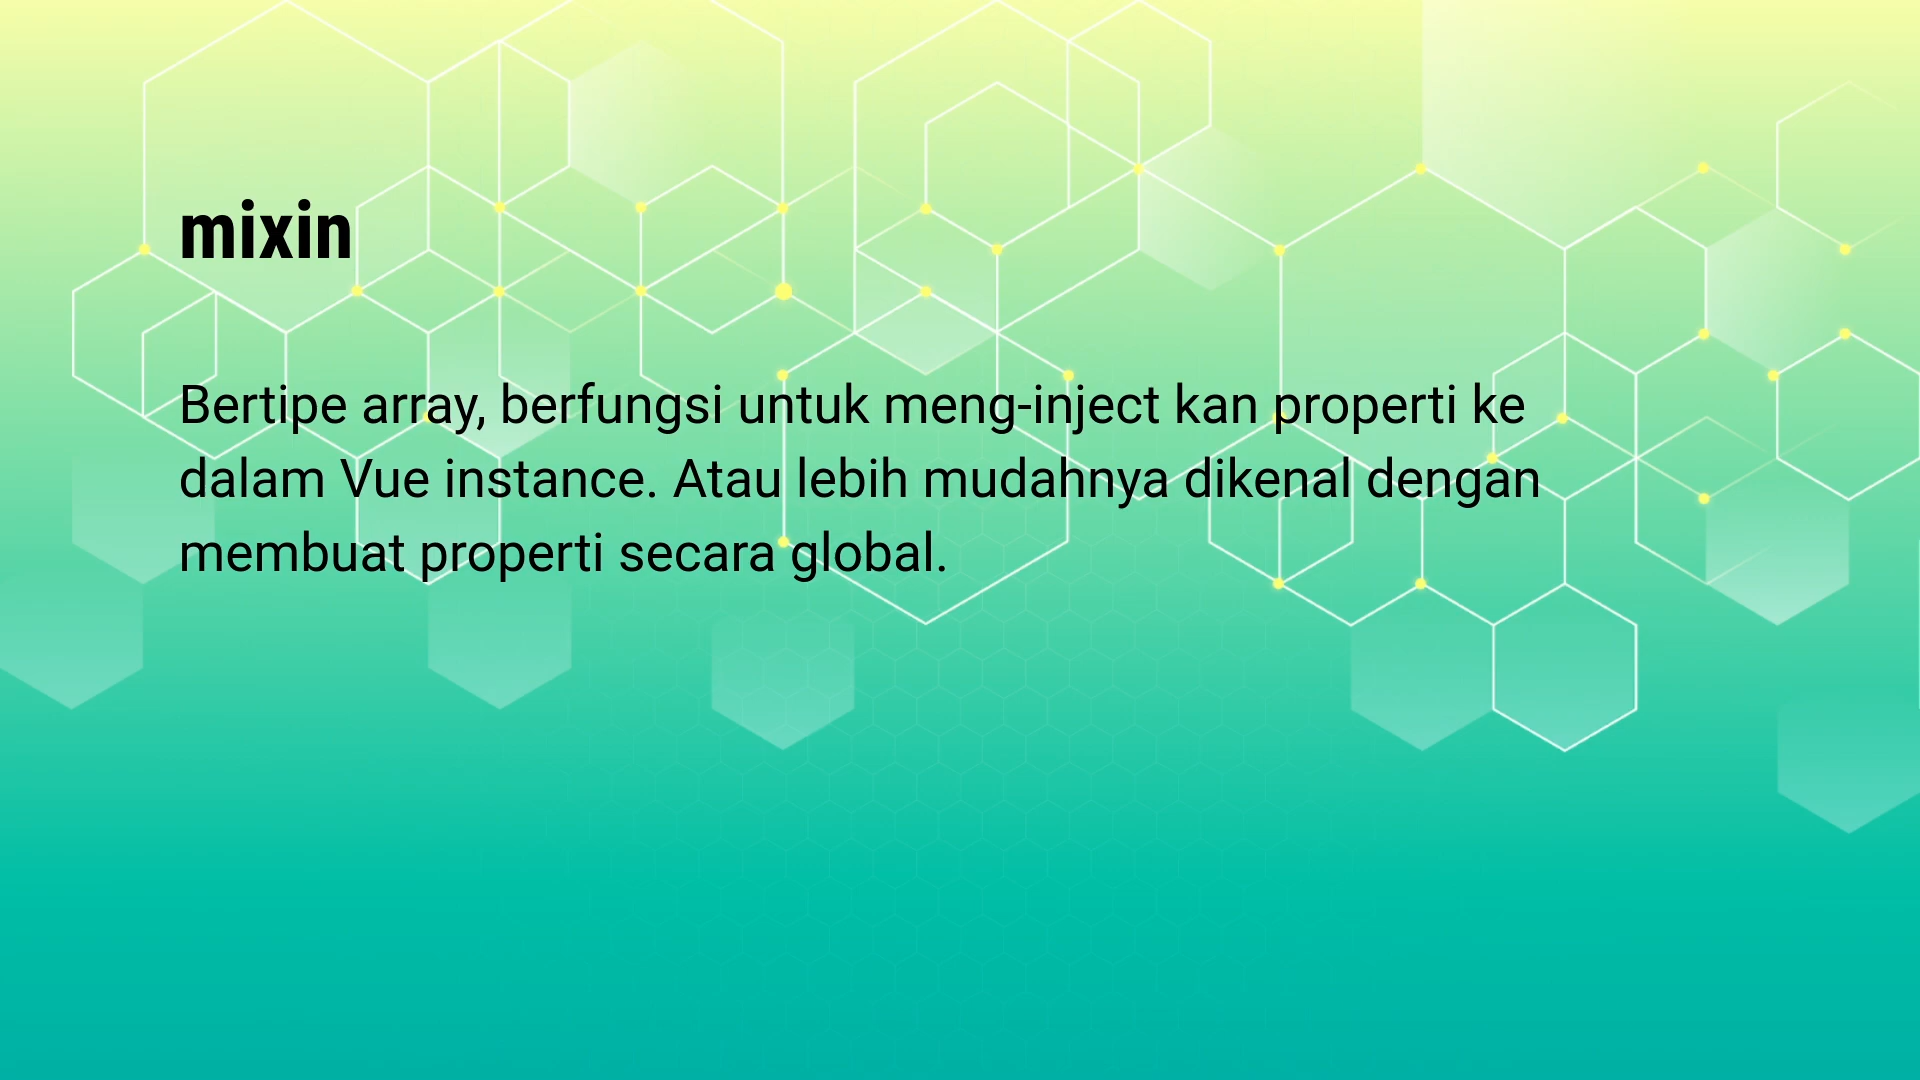 mixin
Bertipe array, berfungsi untuk meng-inject kan properti ke
dalam Vue instance. Atau lebih mudahnya dikenal dengan
membuat properti secara global.